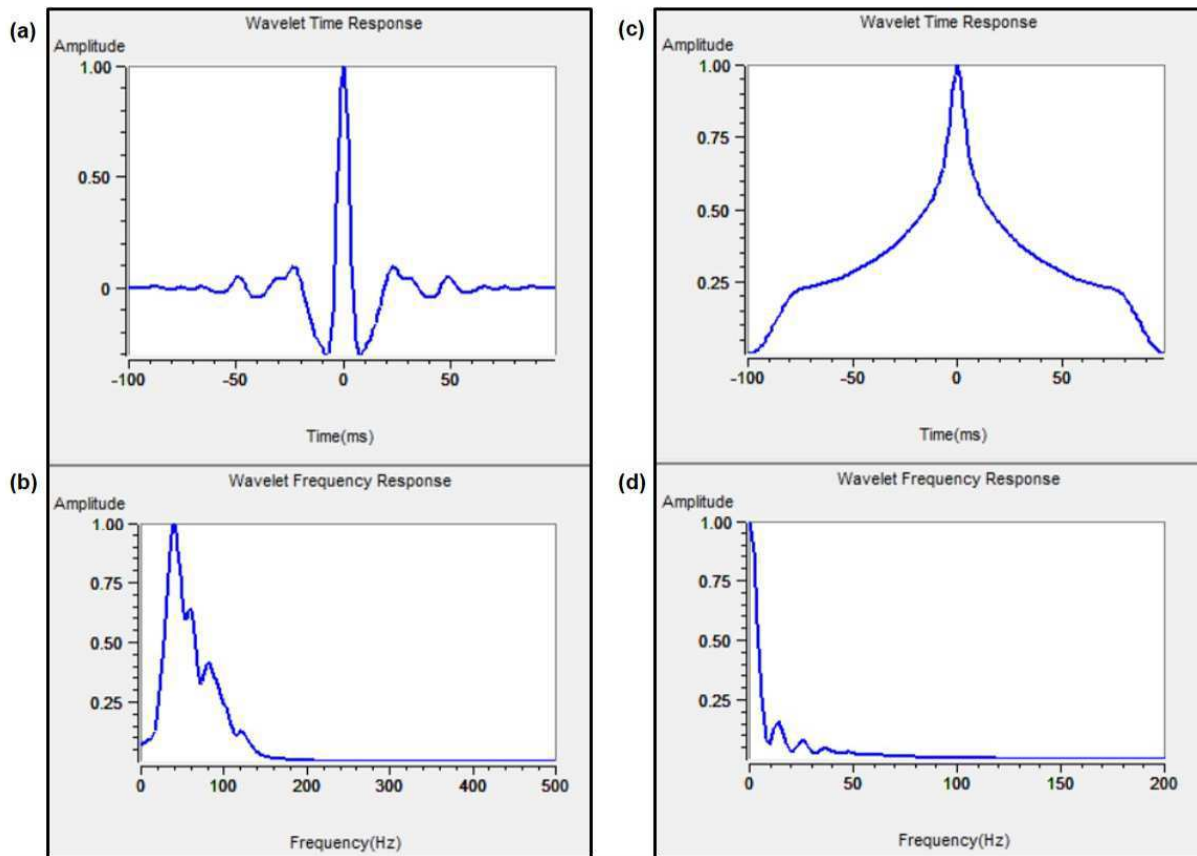 (a)
Wavelet Time Response
Amplitude
1.00
0.50
0
-100 -50 0 50
Time(ms)
(c)
Wavelet Time Response
Amplitude
1.00
0.75
0.50
0.25
-100 -50 0 50
Time(ms)
(b)
Wavelet Frequency Response
Amplitude
1.00
0.75
0.50
0.25
0 100 200 300 400 500
Frequency(Hz)
(d)
Wavelet Frequency Response
Amplitude
1.00
0.75
0.50
0.25
0 50 100 150 200
Frequency(Hz)